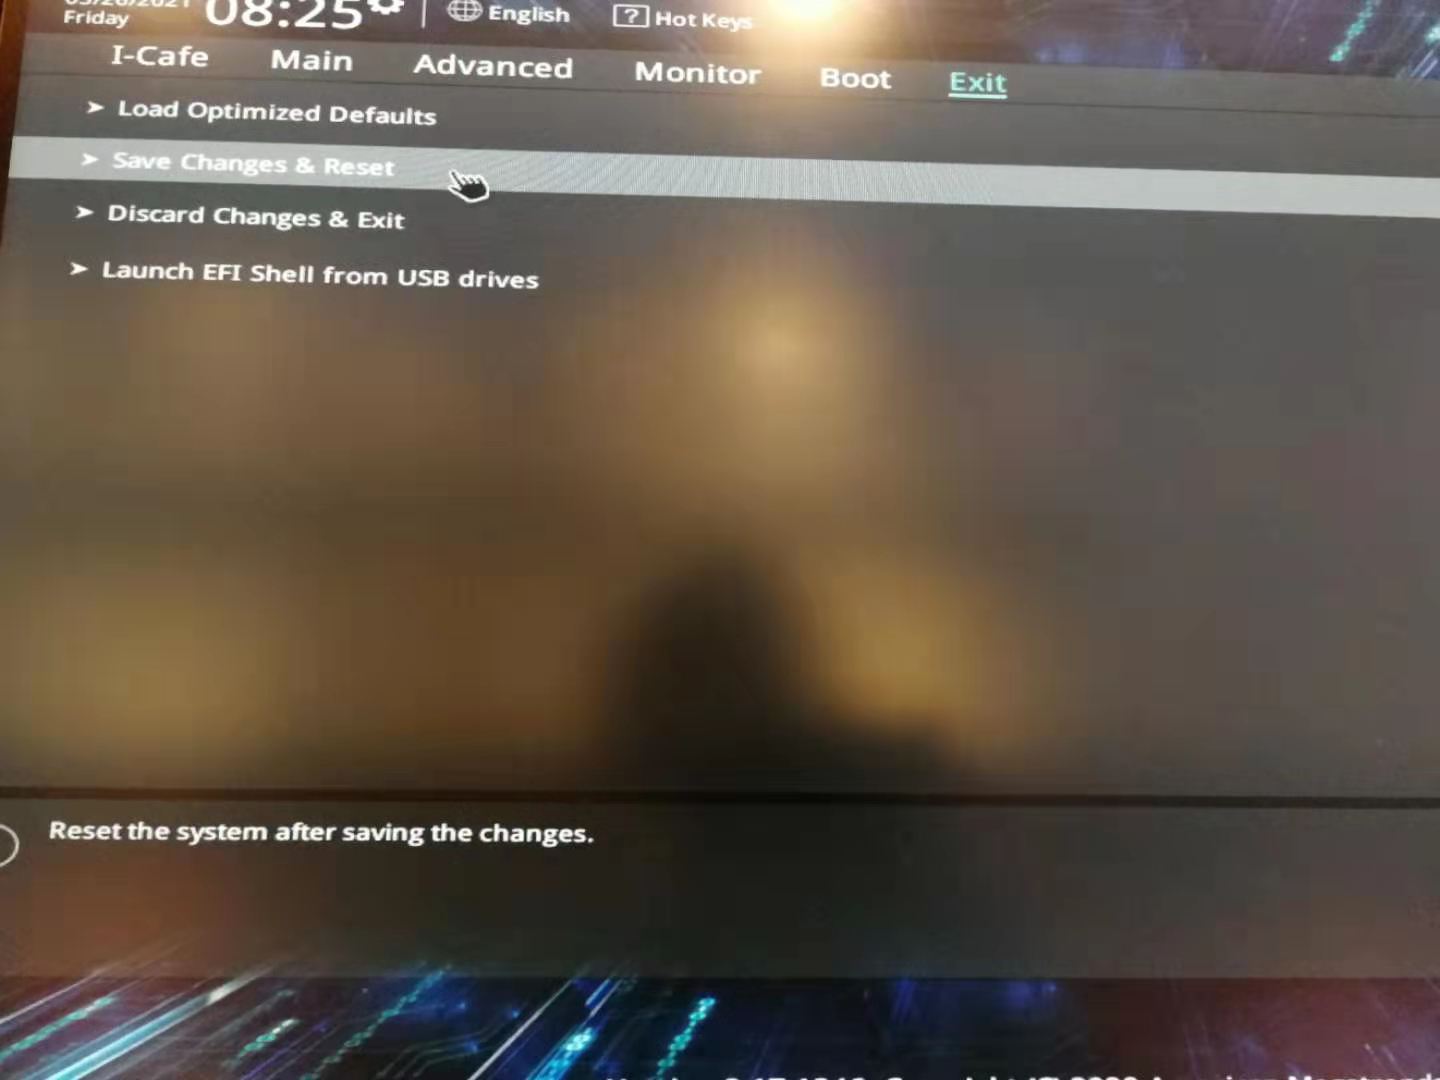 Friday
08:25
English
? Hot Keys
I-Cafe Main Advanced Monitor Boot Exit
➤ Load Optimized Defaults
➤ Save Changes & Reset
➤ Discard Changes & Exit
➤ Launch EFI Shell from USB drives
Reset the system after saving the changes.